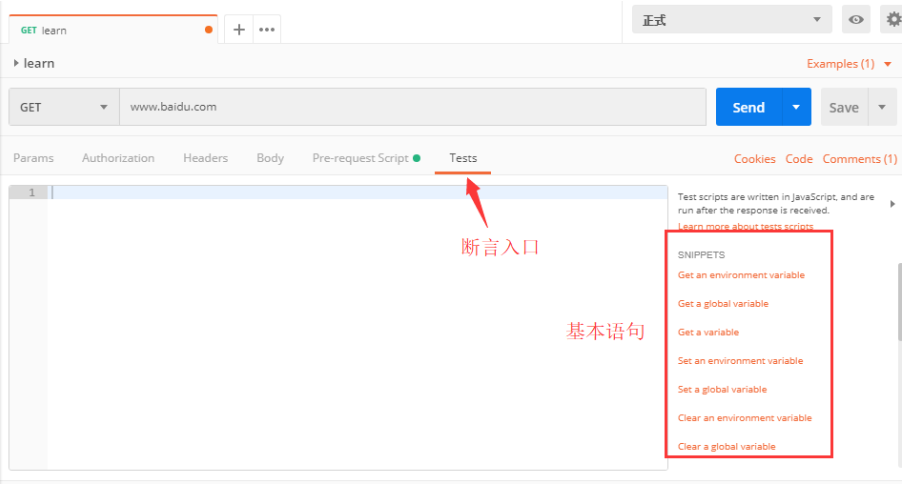 GET learn
正式
learn
Examples (1)
GET
www.baidu.com
Send
Save
Params
Authorization
Headers
Body
Pre-request Script
Tests
Cookies
Code
Comments (1)
1
断言入口
Test scripts are written in JavaScript, and are
run after the response is received.
Learn more about tests scripts
SNIPPETS
Get an environment variable
Get a global variable
基本语句
Get a variable
Set an environment variable
Set a global variable
Clear an environment variable
Clear a global variable